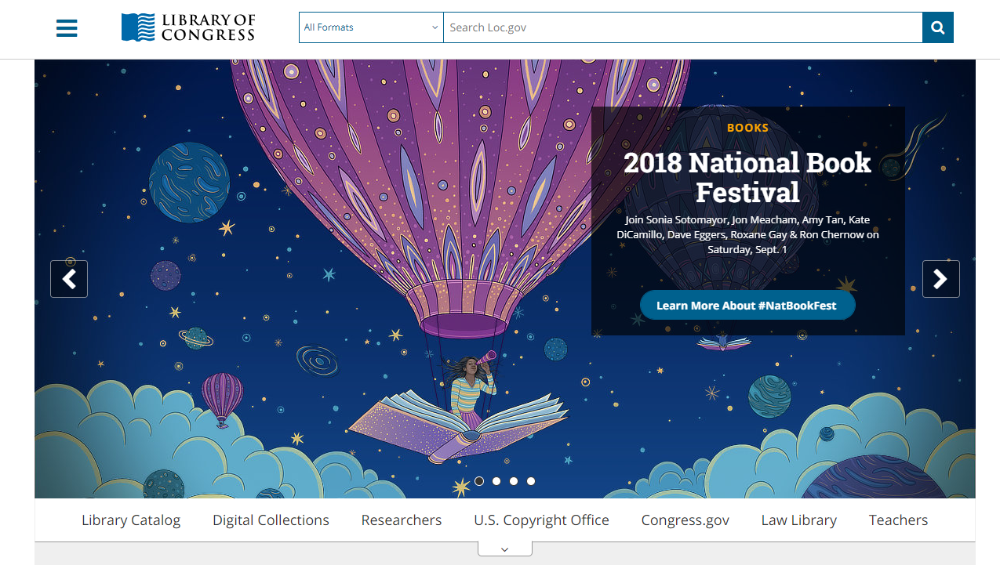 LIBRARY OF
CONGRESS
All Formats
Search Loc.gov
BOOKS
2018 National Book
Festival
Join Sonia Sotomayor, Jon Meacham, Amy Tan, Kate
DiCamillo, Dave Eggers, Roxane Gay & Ron Chernow on
Saturday, Sept. 1
Learn More About #NatBookFest
Library Catalog
Digital Collections
Researchers
U.S. Copyright Office
Congress.gov
Law Library
Teachers